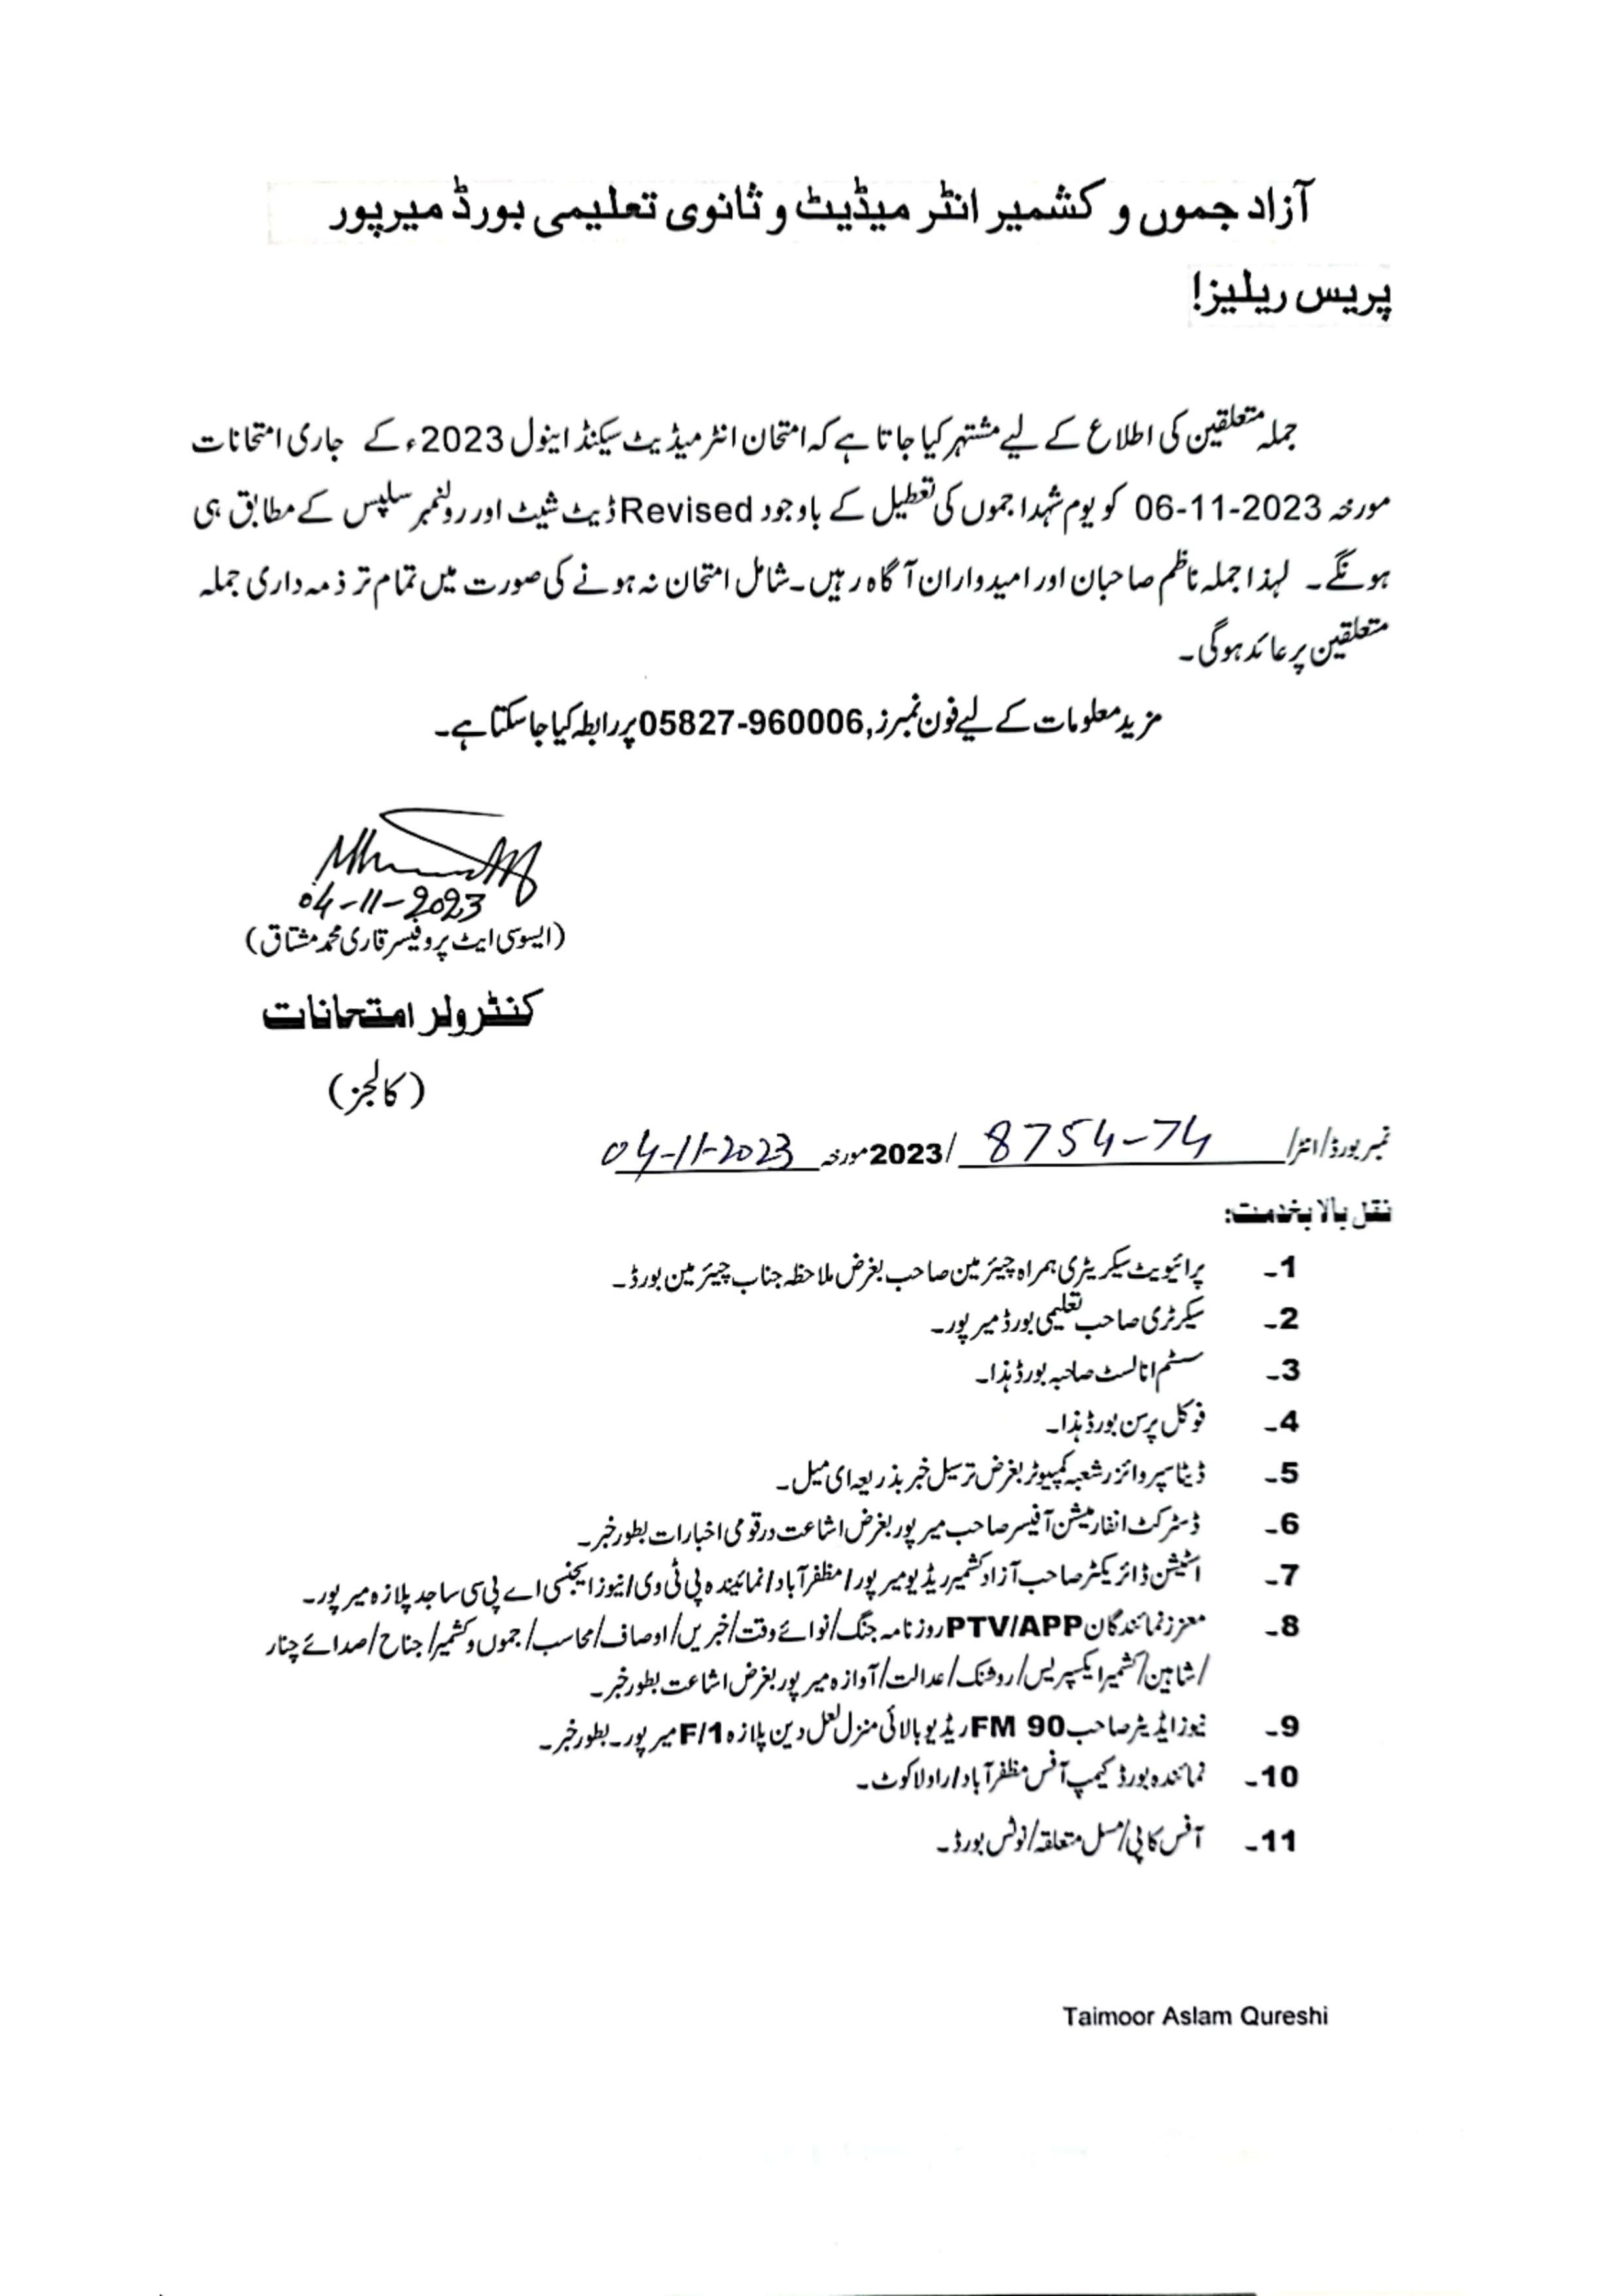 آزاد جموں و کشمیر انٹر میڈیٹ و ثانوی تعلیمی بورڈ میرپور
پریس ریلیز!
جملہ متعلقین کی اطلاع کے لیے مشتہر کیا جاتا ہے کہ امتحان انٹرمیڈیٹ سیکنڈ اینول 2023ء کے جاری امتحانات
مورخہ 06-11-2023 کو یوم شہدا جموں کی تعطیل کے باوجود Revised ڈیٹ شیٹ اور رولنمبر سلپس کے مطابق ہی
ہونگے۔ لہذا جملہ ناظم صاحبان اور امیدواران آگاہ رہیں۔ شامل امتحان نہ ہونے کی صورت میں تمام تر ذمہ داری جملہ
متعلقین پر عائد ہوگی۔
مزید معلومات کے لیے فون نمبرز, 05827-960006 پر رابطہ کیا جا سکتا ہے۔
04-11-2023
(ایسوسی ایٹ پروفیسر قاری محمد مشتاق)
کنٹرولر امتحانات
(کالجز)
نمبر بورڈ/انٹر/ 8754-74 /2023 مورخہ 04-11-2023
نقل بالا بخدمت:
1- پرائیویٹ سیکریٹری ہمراہ چیئرمین صاحب بغرض ملاحظہ جناب چیئرمین بورڈ۔
2- سیکرٹری صاحب تعلیمی بورڈ میرپور۔
3- سسٹم انالسٹ صاحبہ بورڈ ہذا۔
4- فوکل پرسن بورڈ ہذا۔
5- ڈیٹا سپروائزر شعبہ کمپیوٹر بغرض ترسیل خبر بذریعہ ای میل۔
6- ڈسٹرکٹ انفارمیشن آفیسر صاحب میرپور بغرض اشاعت در قومی اخبارات بطور خبر۔
7- اسٹیشن ڈائریکٹر صاحب آزاد کشمیر ریڈیو میرپور/مظفرآباد/نمائیندہ پی ٹی وی/نیوز ایجنسی اے پی سی ساجد پلازہ میرپور۔
8- معزز نمائندگان PTV/APP روزنامہ جنگ/نوائے وقت/خبریں/اوصاف/محاسب/جموں و کشمیر/جناح/صدائے چنار
/شاہین/کشمیر ایکسپریس/روشنک/عدالت/آوازہ میرپور بغرض اشاعت بطور خبر۔
9- نیوز ایڈیٹر صاحب FM 90 ریڈیو بالائی منزل لعل دین پلازہ F/1 میرپور۔ بطور خبر۔
10- نمائندہ بورڈ کیمپ آفس مظفرآباد/راولاکوٹ۔
11- آفس کاپی/مسل متعلقہ/نوٹس بورڈ۔
Taimoor Aslam Qureshi